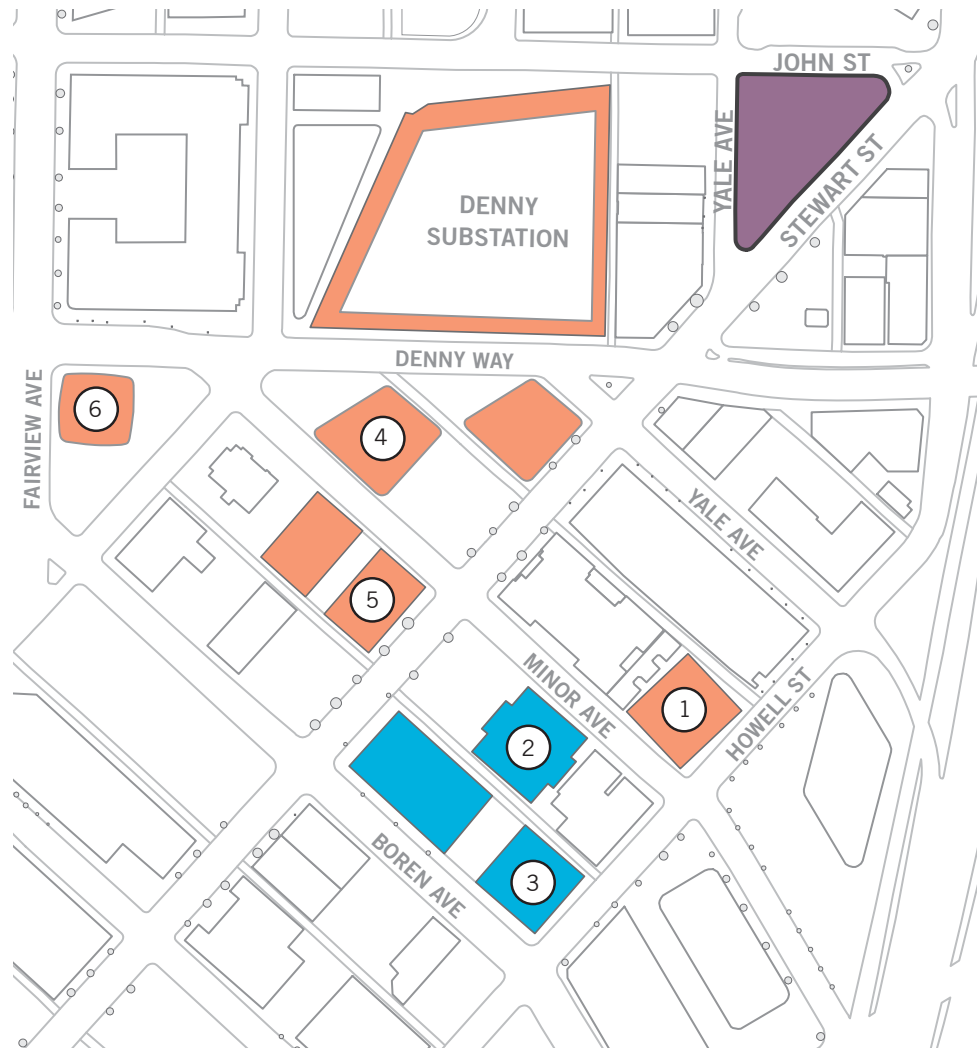 JOHN ST
YALE AVE
STEWART ST
DENNY
SUBSTATION
DENNY WAY
FAIRVIEW AVE
6
4
YALE AVE
5
MINOR AVE
1
HOWELL ST
2
BOREN AVE
3